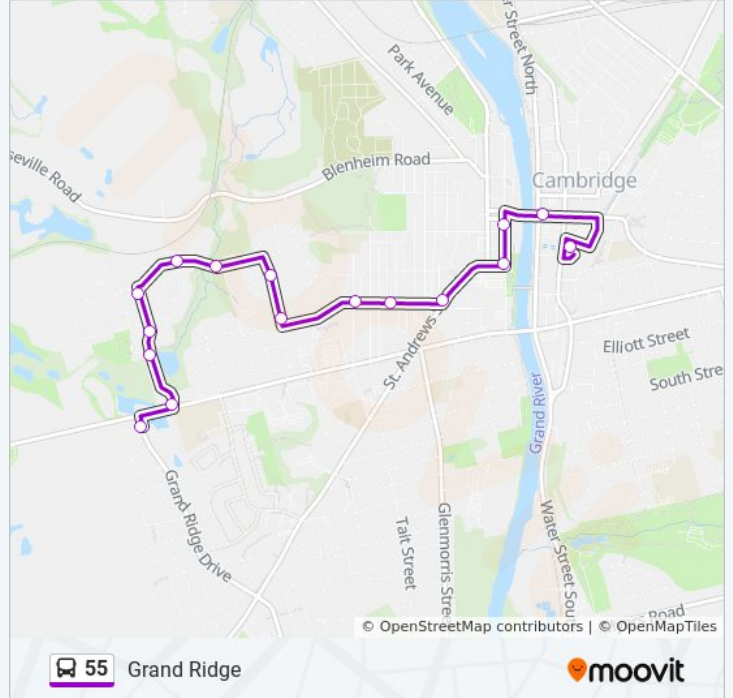 r Street North
Park Avenue
Blenheim Road
seville Road
Cambridge
Elliott Street
South Stre
St. Andrews S
Grand River
Grand Ridge Drive
Tait Street
Glenmorris Stree
Water Street Sou
Road
© OpenStreetMap contributors | © OpenMapTiles
55 Grand Ridge
moovit